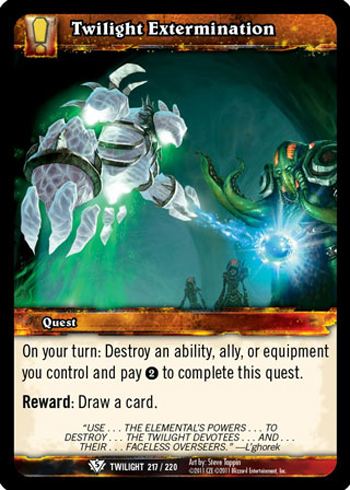 Twilight Extermination
Quest
On your turn: Destroy an ability, ally, or equipment
you control and pay 2 to complete this quest.
Reward: Draw a card.
"USE . . . THE ELEMENTAL'S POWERS . . . TO
DESTROY . . . THE TWILIGHT DEVOTEES . . . AND . . .
THEIR . . . FACELESS OVERSEERS." —L'ghorek
TWILIGHT 217 / 220
Art by: Steve Tappin
©2011 CZE ©2011 Blizzard Entertainment, Inc.